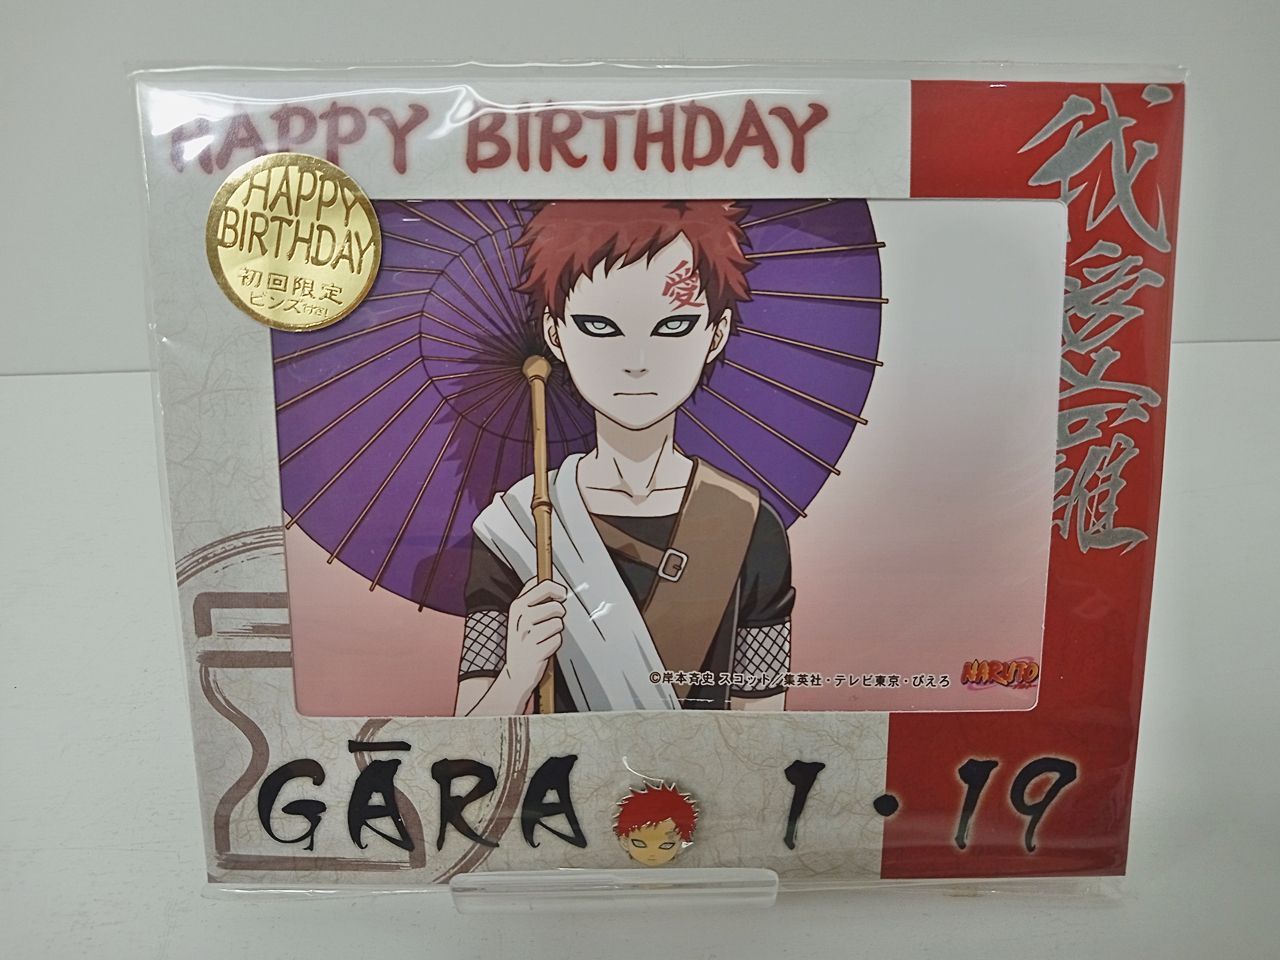 HAPPY BIRTHDAY
我愛羅
HAPPY
BIRTHDAY
初回限定
ピンズ付き!
愛
©岸本斉史 スコット/集英社・テレビ東京・ぴえろ
NARUTO
GĀRA 1・19